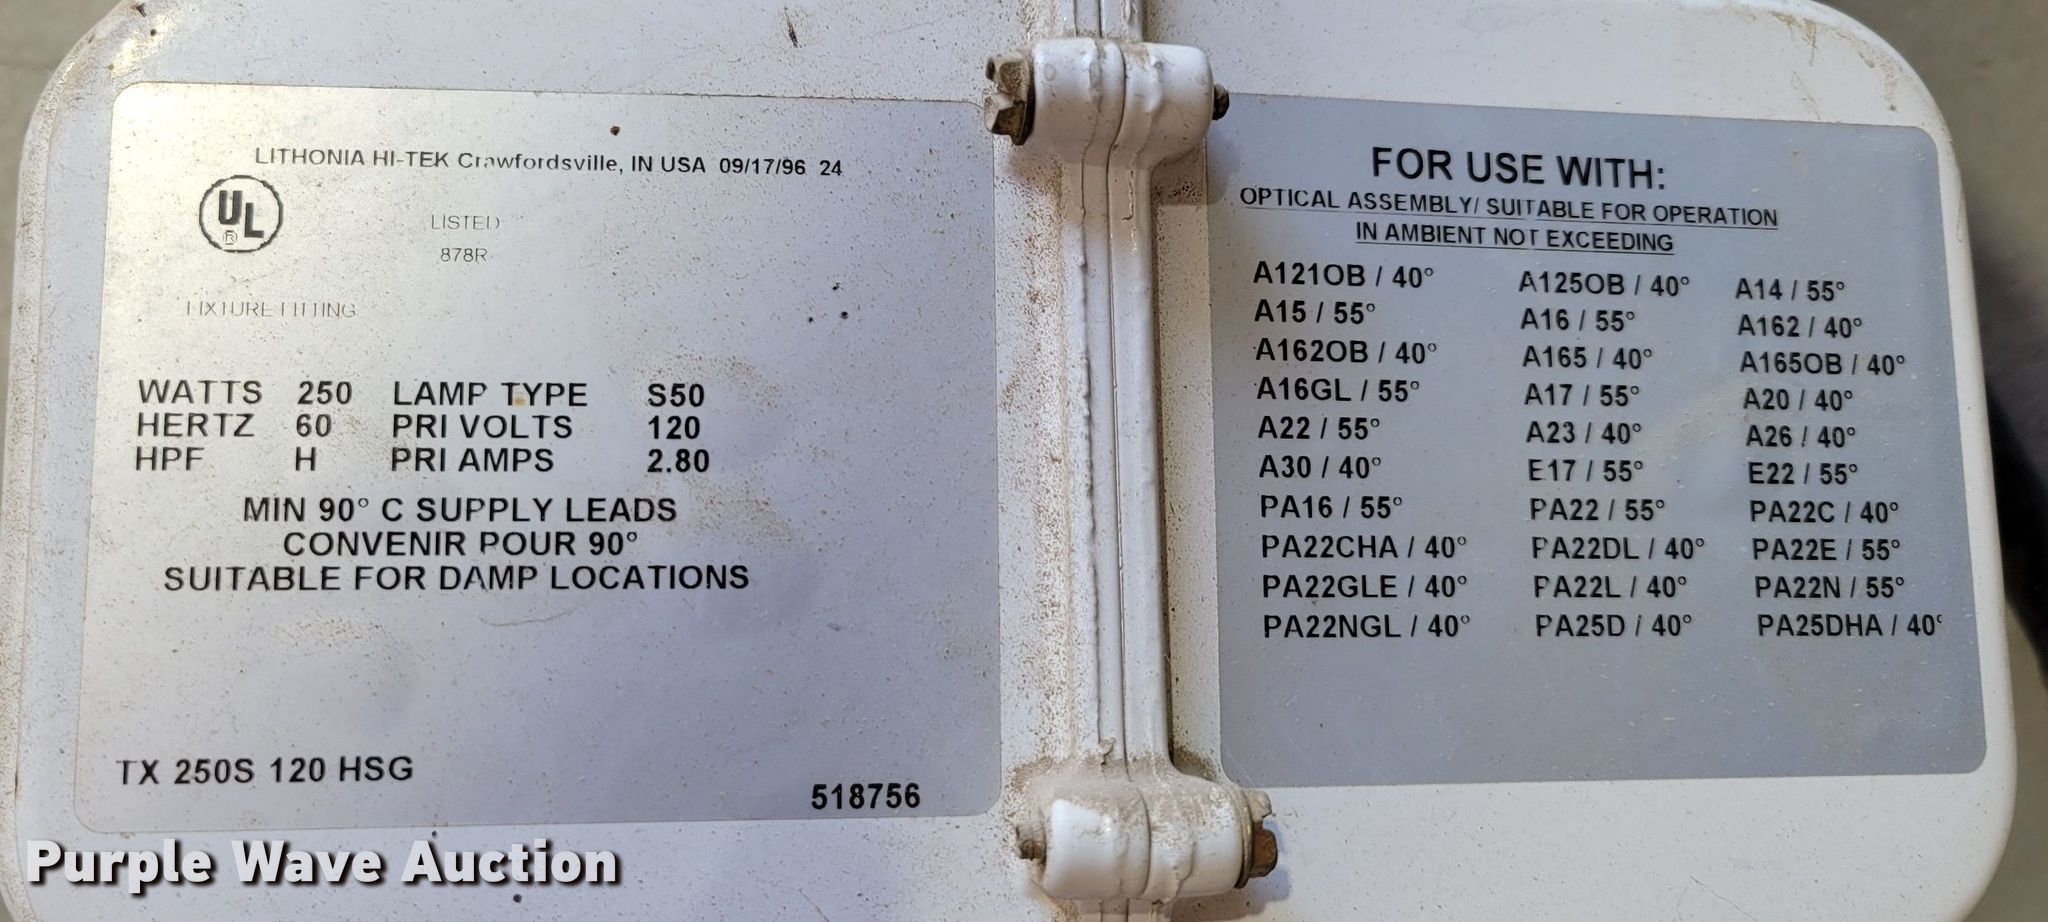 LITHONIA HI-TEK Crawfordsville, IN USA 09/17/96 24
UL
®
LISTED
878R
FIXTURE FITTING
WATTS 250 LAMP TYPE S50
HERTZ 60 PRI VOLTS 120
HPF H PRI AMPS 2.80
MIN 90° C SUPPLY LEADS
CONVENIR POUR 90°
SUITABLE FOR DAMP LOCATIONS
TX 250S 120 HSG
518756
FOR USE WITH:
OPTICAL ASSEMBLY/ SUITABLE FOR OPERATION
IN AMBIENT NOT EXCEEDING
A121OB / 40° A125OB / 40° A14 / 55°
A15 / 55° A16 / 55° A162 / 40°
A162OB / 40° A165 / 40° A165OB / 40°
A16GL / 55° A17 / 55° A20 / 40°
A22 / 55° A23 / 40° A26 / 40°
A30 / 40° E17 / 55° E22 / 55°
PA16 / 55° PA22 / 55° PA22C / 40°
PA22CHA / 40° PA22DL / 40° PA22E / 55°
PA22GLE / 40° PA22L / 40° PA22N / 55°
PA22NGL / 40° PA25D / 40° PA25DHA / 40°
Purple Wave Auction